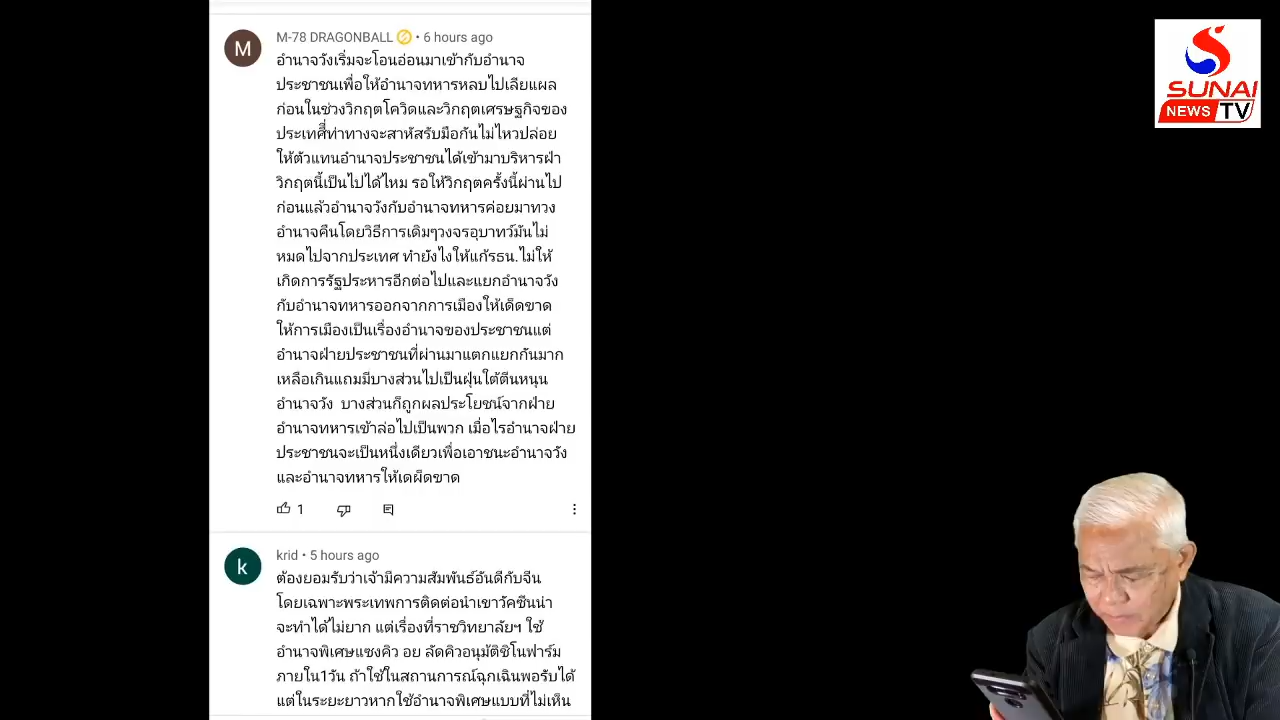 M-78 DRAGONBALL • 6 hours ago
M
อำนาจวังเริ่มจะโอนอ่อนมาเข้ากับอำนาจ
ประชาชนเพื่อให้อำนาจทหารหลบไปเลียแผล
ก่อนในช่วงวิกฤตโควิดและวิกฤตเศรษฐกิจของ
ประเทศื่ท่าทางจะสาหัสรับมือกันไม่ไหวปล่อย
ให้ตัวแทนอำนาจประชาชนได้เข้ามาบริหารฝ่า
วิกฤตนี้เป็นไปได้ไหม รอให้วิกฤตครั้งนี้ผ่านไป
ก่อนแล้วอำนาจวังกับอำนาจทหารค่อยมาทวง
อำนาจคืนโดยวิธีการเดิมๆวงจรอุบาทว์มันไม่
หมดไปจากประเทศ ทำยังไงให้แก้รธน.ไม่ให้
เกิดการรัฐประหารอีกต่อไปและแยกอำนาจวัง
กับอำนาจทหารออกจากการเมืองให้เด็ดขาด
ให้การเมืองเป็นเรื่องอำนาจของประชาชนแต่
อำนาจฝ่ายประชาชนที่ผ่านมาแตกแยกกันมาก
เหลือเกินแถมมีบางส่วนไปเป็นฝุ่นใต้ตีนหนุน
อำนาจวัง บางส่วนก็ถูกผลประโยชน์จากฝ่าย
อำนาจทหารเข้าล่อไปเป็นพวก เมื่อไรอำนาจฝ่าย
ประชาชนจะเป็นหนึ่งเดียวเพื่อเอาชนะอำนาจวัง
และอำนาจทหารให้เดผ็ดขาด
1
krid • 5 hours ago
k
ต้องยอมรับว่าเจ้ามีความสัมพันธ์อันดีกับจีน
โดยเฉพาะพระเทพการติดต่อนำเขาวัคซีนน่า
จะทำได้ไม่ยาก แต่เรื่องที่ราชวิทยาลัยฯ ใช้
อำนาจพิเศษแซงคิว อย ลัดคิวอนุมัติซิโนฟาร์ม
ภายใน1วัน ถ้าใช้ในสถานการณ์ฉุกเฉินพอรับได้
แต่ในระยะยาวหากใช้อำนาจพิเศษแบบที่ไม่เห็น
SUNAI
NEWS TV